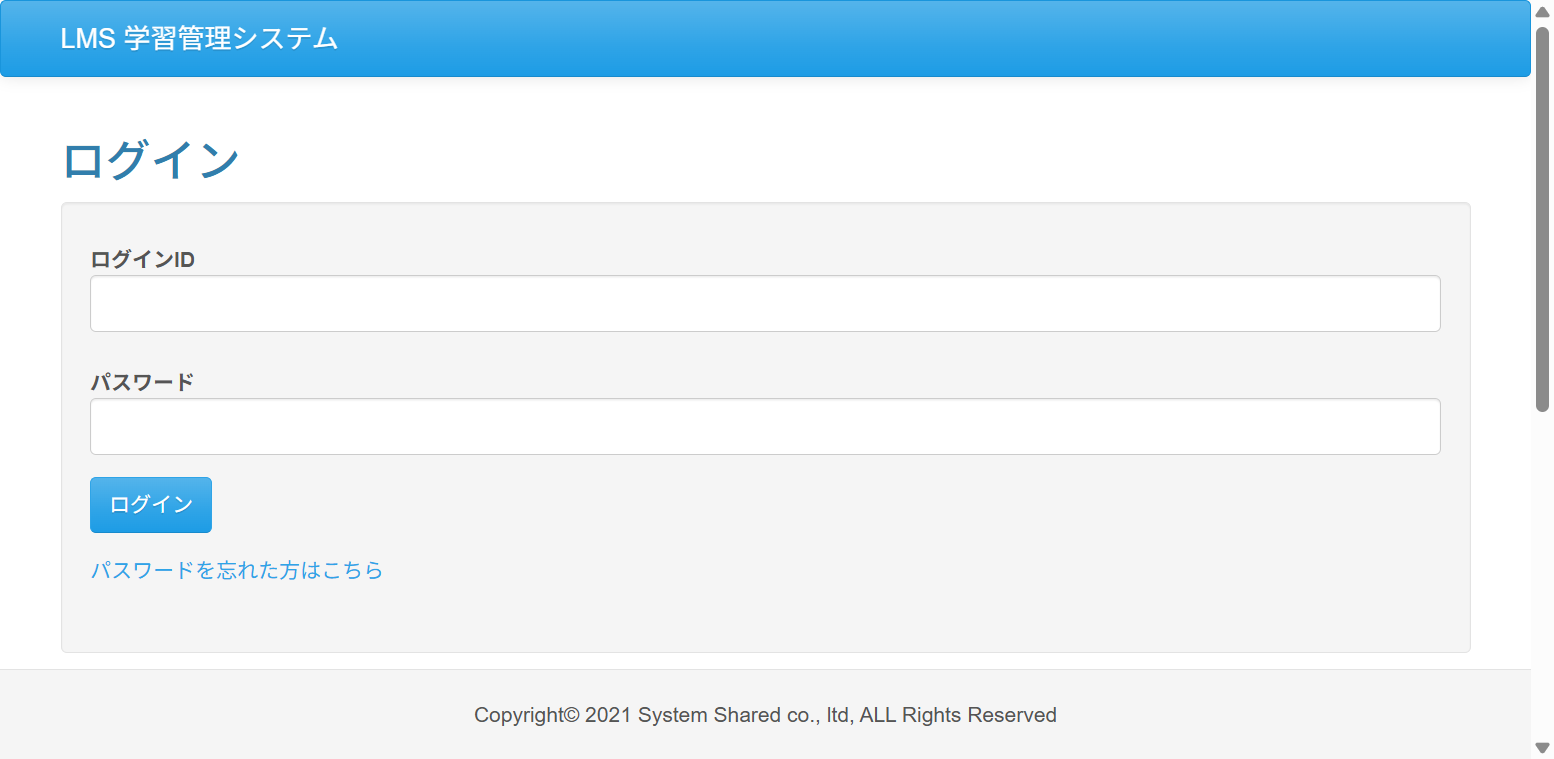 LMS 学習管理システム
ログイン
ログインID
パスワード
ログイン
パスワードを忘れた方はこちら
Copyright© 2021 System Shared co., ltd, ALL Rights Reserved